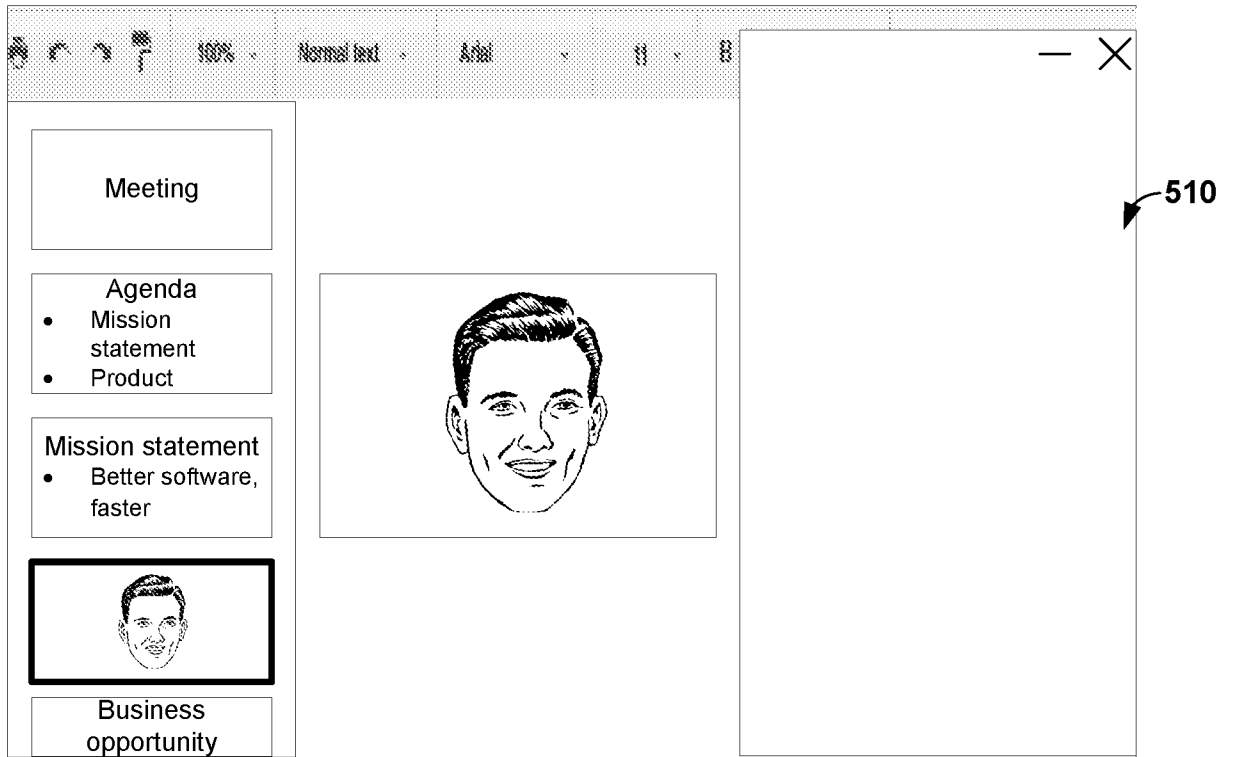 100% Normal text Arial 11 B
510
Meeting
Agenda
• Mission
statement
• Product
Mission statement
• Better software,
faster
Business
opportunity